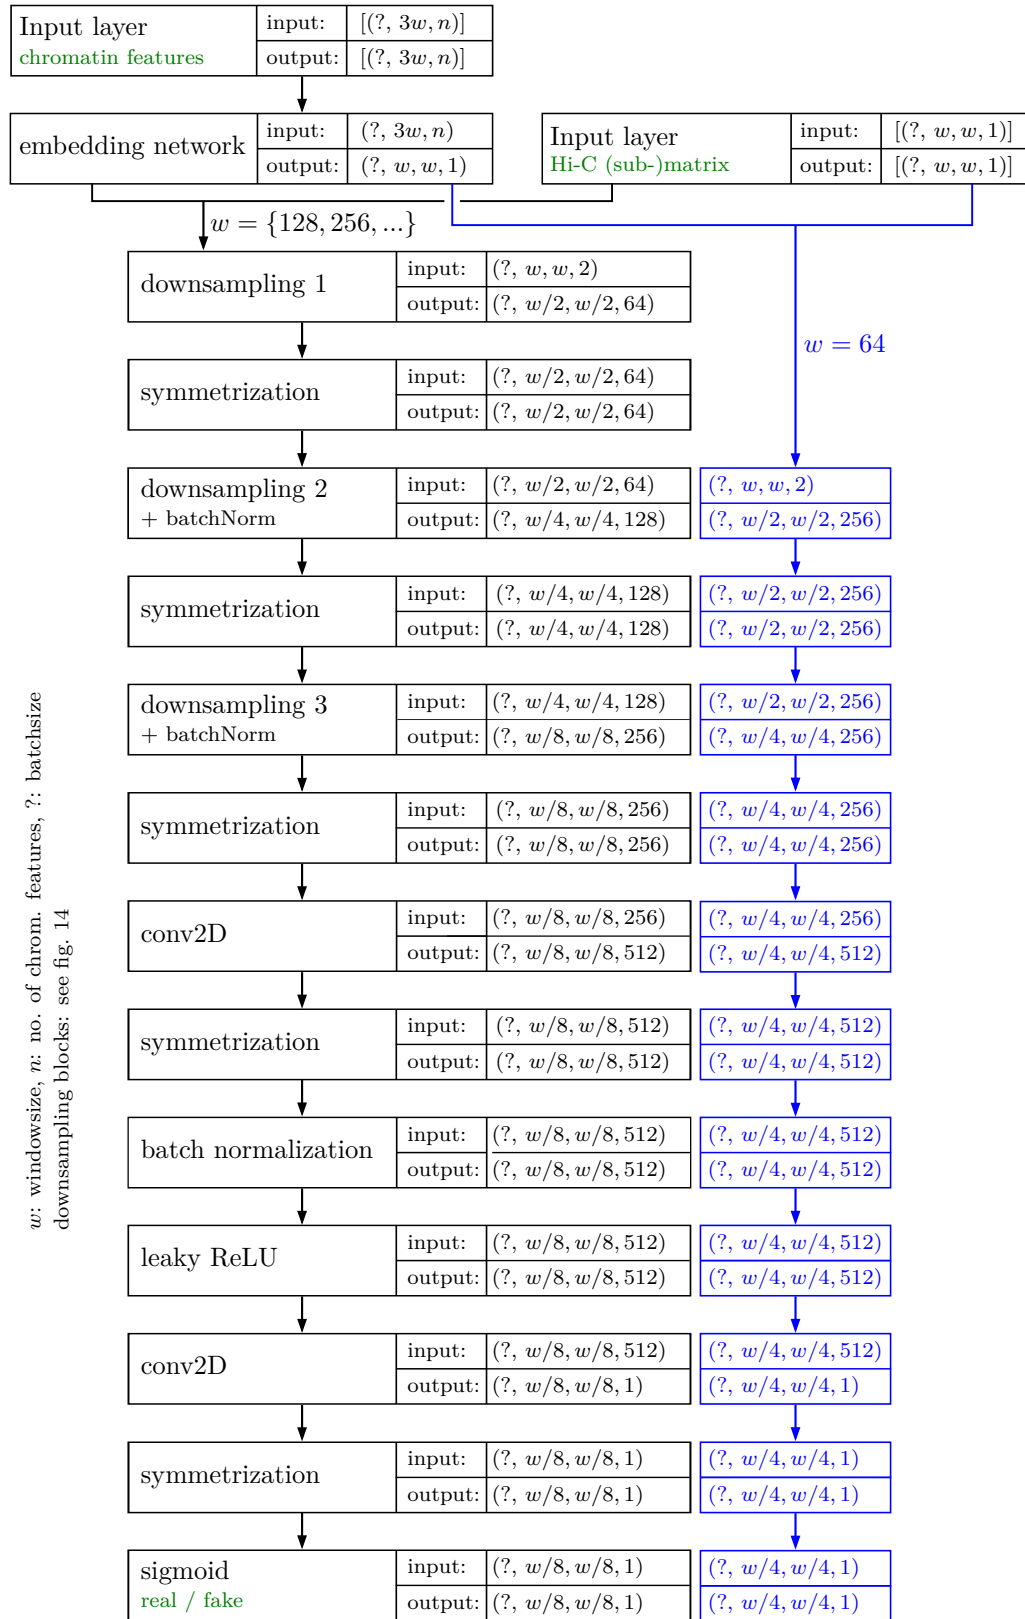 Input layer
chromatin features
input: [(?, 3w, n)]
output: [(?, 3w, n)]
embedding network
input: (?, 3w, n)
output: (?, w, w, 1)
Input layer
Hi-C (sub-)matrix
input: [(?, w, w, 1)]
output: [(?, w, w, 1)]
w = {128, 256, ...}
w = 64
downsampling 1
input: (?, w, w, 2)
output: (?, w/2, w/2, 64)
symmetrization
input: (?, w/2, w/2, 64)
output: (?, w/2, w/2, 64)
downsampling 2
+ batchNorm
input: (?, w/2, w/2, 64) (?, w, w, 2)
output: (?, w/4, w/4, 128) (?, w/2, w/2, 256)
symmetrization
input: (?, w/4, w/4, 128) (?, w/2, w/2, 256)
output: (?, w/4, w/4, 128) (?, w/2, w/2, 256)
downsampling 3
+ batchNorm
input: (?, w/4, w/4, 128) (?, w/2, w/2, 256)
output: (?, w/8, w/8, 256) (?, w/4, w/4, 256)
symmetrization
input: (?, w/8, w/8, 256) (?, w/4, w/4, 256)
output: (?, w/8, w/8, 256) (?, w/4, w/4, 256)
conv2D
input: (?, w/8, w/8, 256) (?, w/4, w/4, 256)
output: (?, w/8, w/8, 512) (?, w/4, w/4, 512)
symmetrization
input: (?, w/8, w/8, 512) (?, w/4, w/4, 512)
output: (?, w/8, w/8, 512) (?, w/4, w/4, 512)
batch normalization
input: (?, w/8, w/8, 512) (?, w/4, w/4, 512)
output: (?, w/8, w/8, 512) (?, w/4, w/4, 512)
leaky ReLU
input: (?, w/8, w/8, 512) (?, w/4, w/4, 512)
output: (?, w/8, w/8, 512) (?, w/4, w/4, 512)
conv2D
input: (?, w/8, w/8, 512) (?, w/4, w/4, 512)
output: (?, w/8, w/8, 1) (?, w/4, w/4, 1)
symmetrization
input: (?, w/8, w/8, 1) (?, w/4, w/4, 1)
output: (?, w/8, w/8, 1) (?, w/4, w/4, 1)
sigmoid
real / fake
input: (?, w/8, w/8, 1) (?, w/4, w/4, 1)
output: (?, w/8, w/8, 1) (?, w/4, w/4, 1)
w: windowsize, n: no. of chrom. features, ?: batchsize
downsampling blocks: see fig. 14